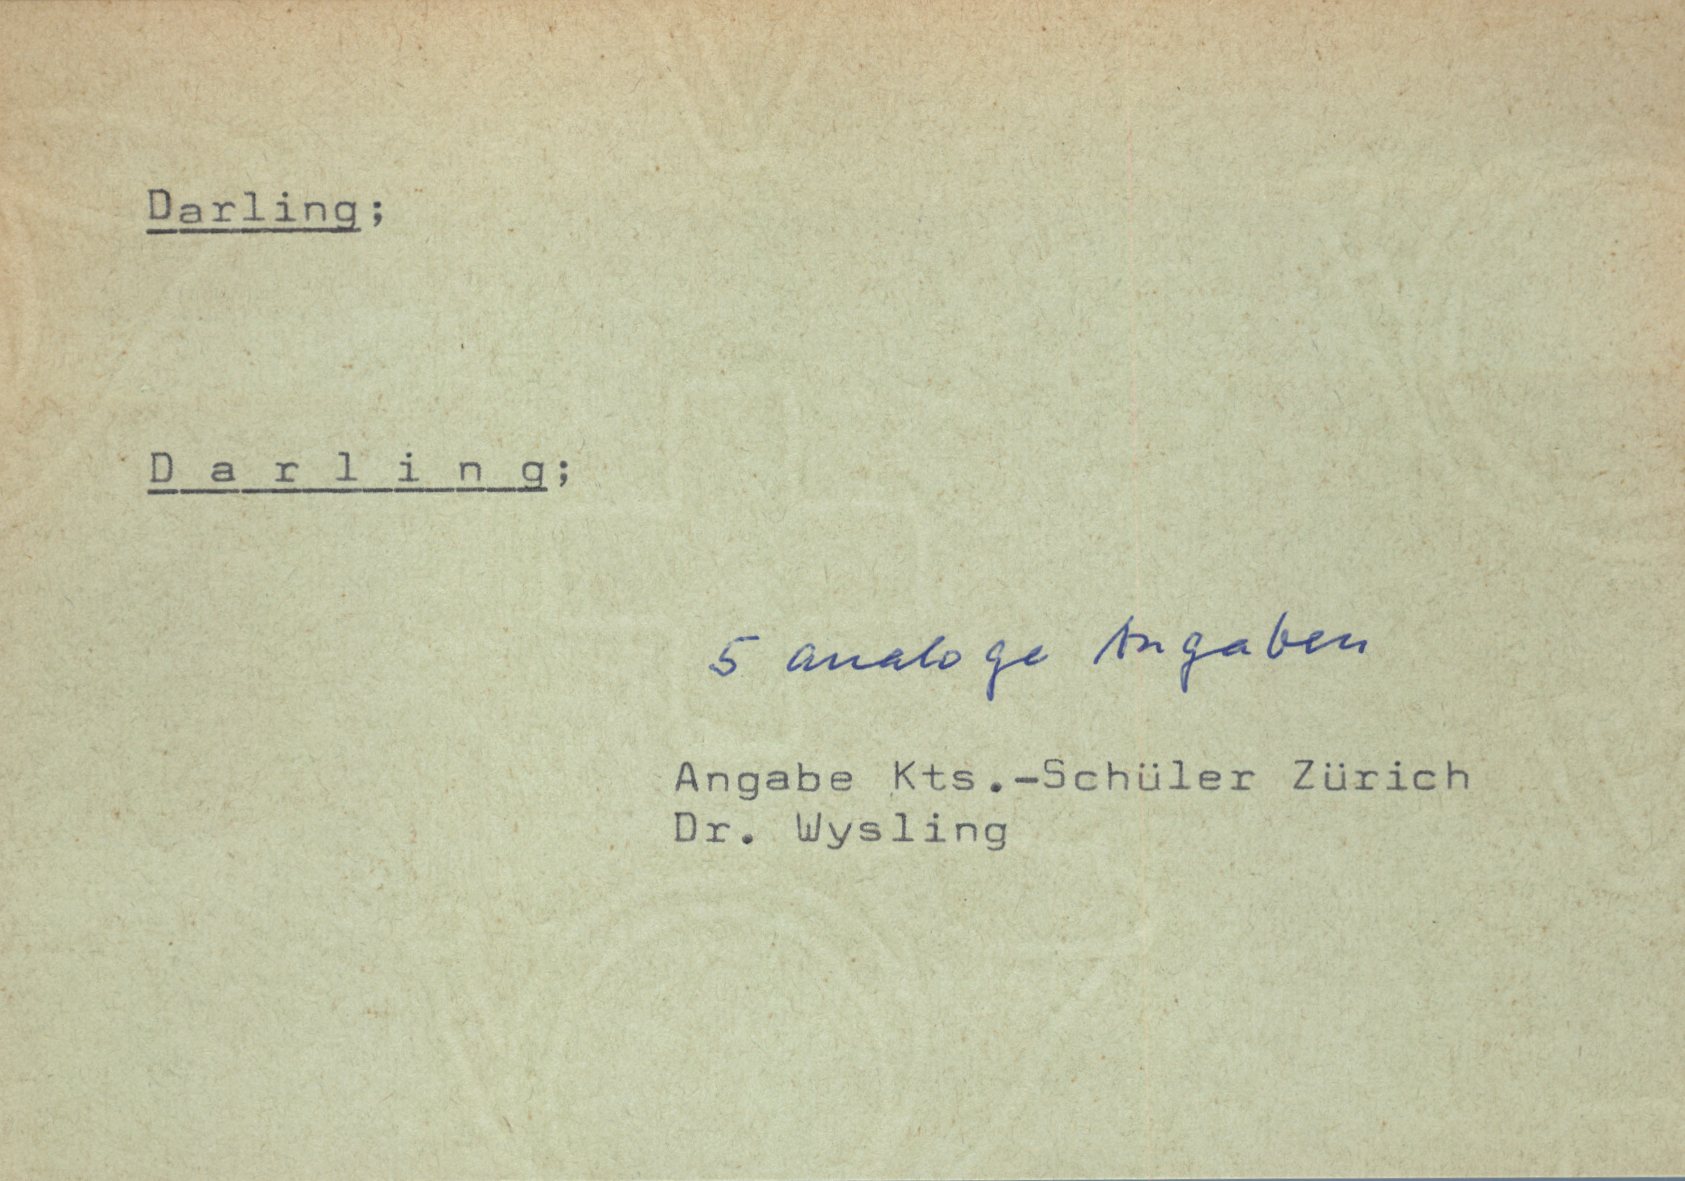 Darling;
D a r l i n g;
5 analoge Angaben
Angabe Kts.-Schüler Zürich
Dr. Wysling